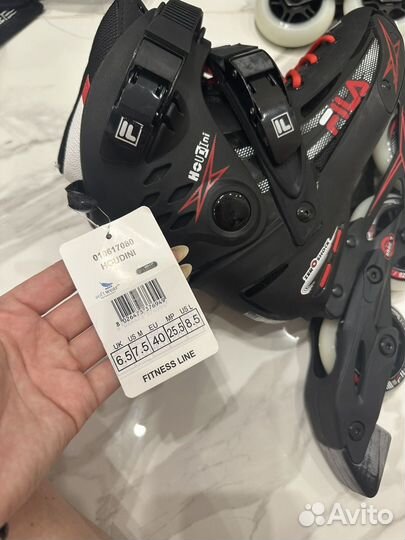 HOUDINI
FILA
010617080
HOUDINI
UK US M EU MP US L
6.5 7.5 40 25.5 8.5
FITNESS LINE
Avito